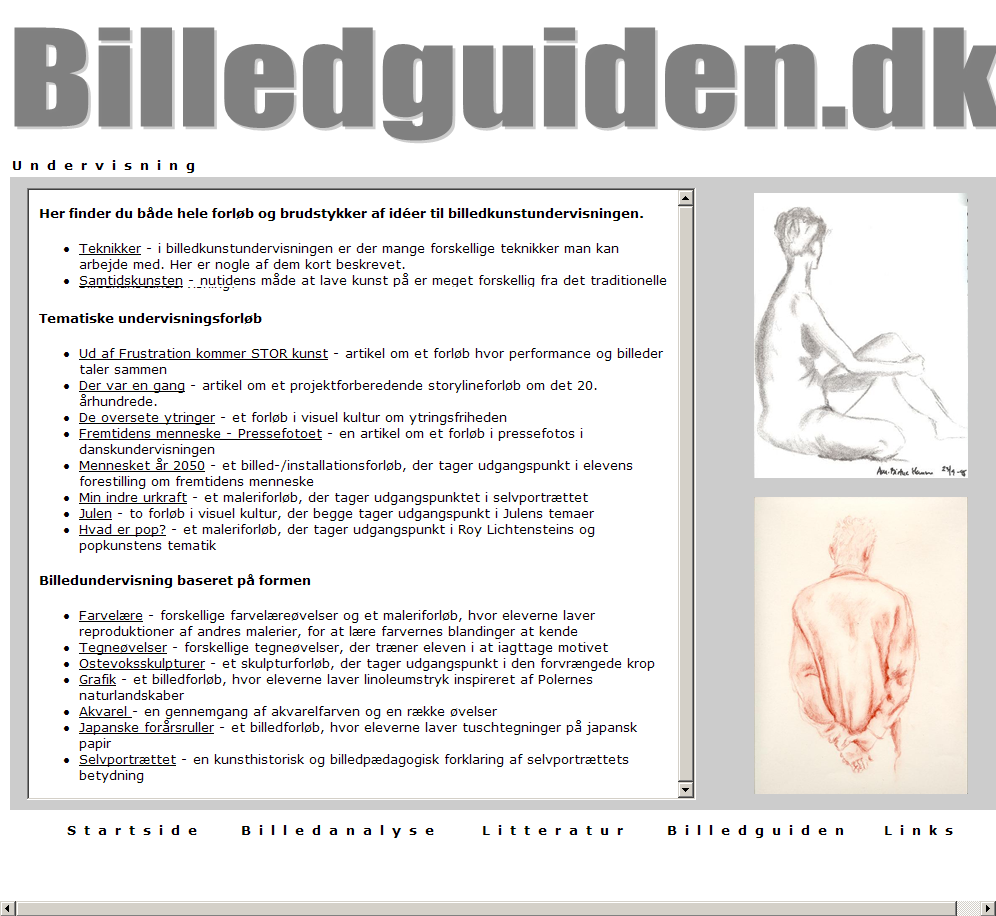 Billedguiden.dk
Undervisning
Her finder du både hele forløb og brudstykker af idéer til billedkunstundervisningen.
Teknikker - i billedkunstundervisningen er der mange forskellige teknikker man kan
arbejde med. Her er nogle af dem kort beskrevet.
Samtidskunsten - nutidens måde at lave kunst på er meget forskellig fra det traditionelle
Tematiske undervisningsforløb
Ud af Frustration kommer STOR kunst - artikel om et forløb hvor performance og billeder
taler sammen
Der var en gang - artikel om et projektforberedende storylineforløb om det 20.
århundrede.
De oversete ytringer - et forløb i visuel kultur om ytringsfriheden
Fremtidens menneske - Pressefotoet - en artikel om et forløb i pressefotos i
danskundervisningen
Mennesket år 2050 - et billed-/installationsforløb, der tager udgangspunkt i elevens
forestilling om fremtidens menneske
Min indre urkraft - et maleriforløb, der tager udgangspunktet i selvportrættet
Julen - to forløb i visuel kultur, der begge tager udgangspunkt i Julens temaer
Hvad er pop? - et maleriforløb, der tager udgangspunkt i Roy Lichtensteins og
popkunstens tematik
Billedundervisning baseret på formen
Farvelære - forskellige farvelæreøvelser og et maleriforløb, hvor eleverne laver
reproduktioner af andres malerier, for at lære farvernes blandinger at kende
Tegneøvelser - forskellige tegneøvelser, der træner eleven i at iagttage motivet
Ostevoksskulpturer - et skulpturforløb, der tager udgangspunkt i den forvrængede krop
Grafik - et billedforløb, hvor eleverne laver linoleumstryk inspireret af Polernes
naturlandskaber
Akvarel - en gennemgang af akvarelfarven og en række øvelser
Japanske forårsruller - et billedforløb, hvor eleverne laver tuschtegninger på japansk
papir
Selvportrættet - en kunsthistorisk og billedpædagogisk forklaring af selvportrættets
betydning
Startside Billedanalyse Litteratur Billedguiden Links